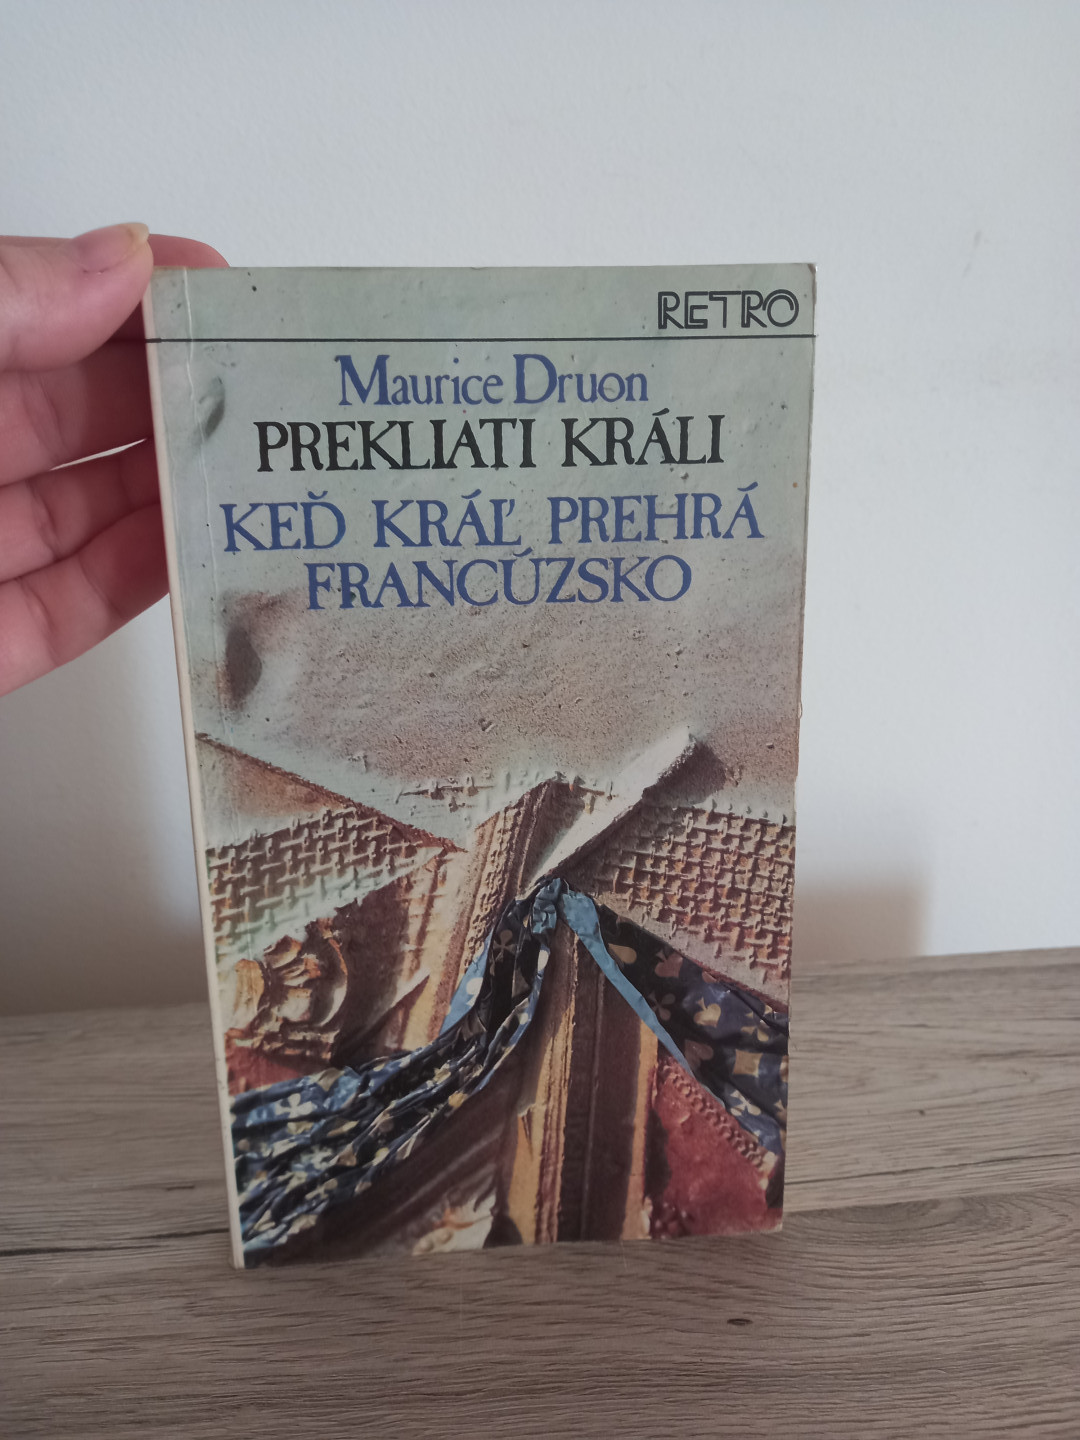 RETRO
Maurice Druon
PREKLIATI KRÁLI
KEĎ KRÁĽ PREHRÁ
FRANCÚZSKO